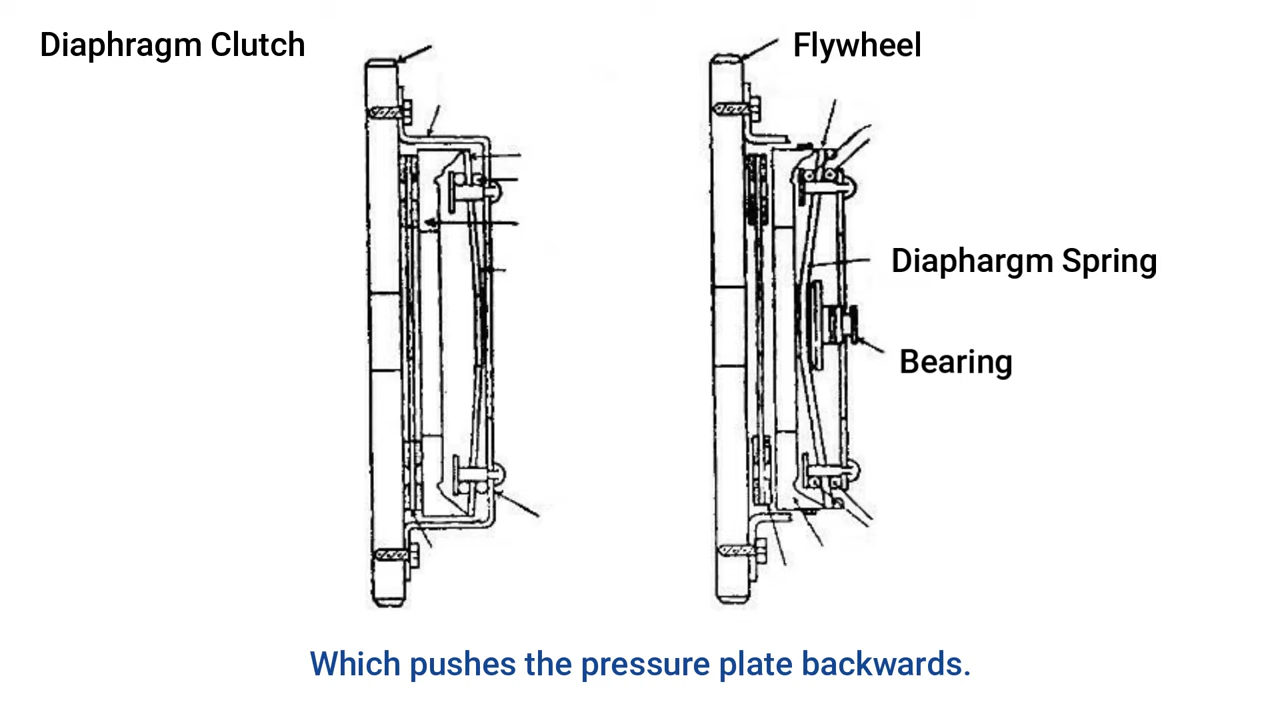 Diaphragm Clutch
Flywheel
Diaphargm Spring
Bearing
Which pushes the pressure plate backwards.